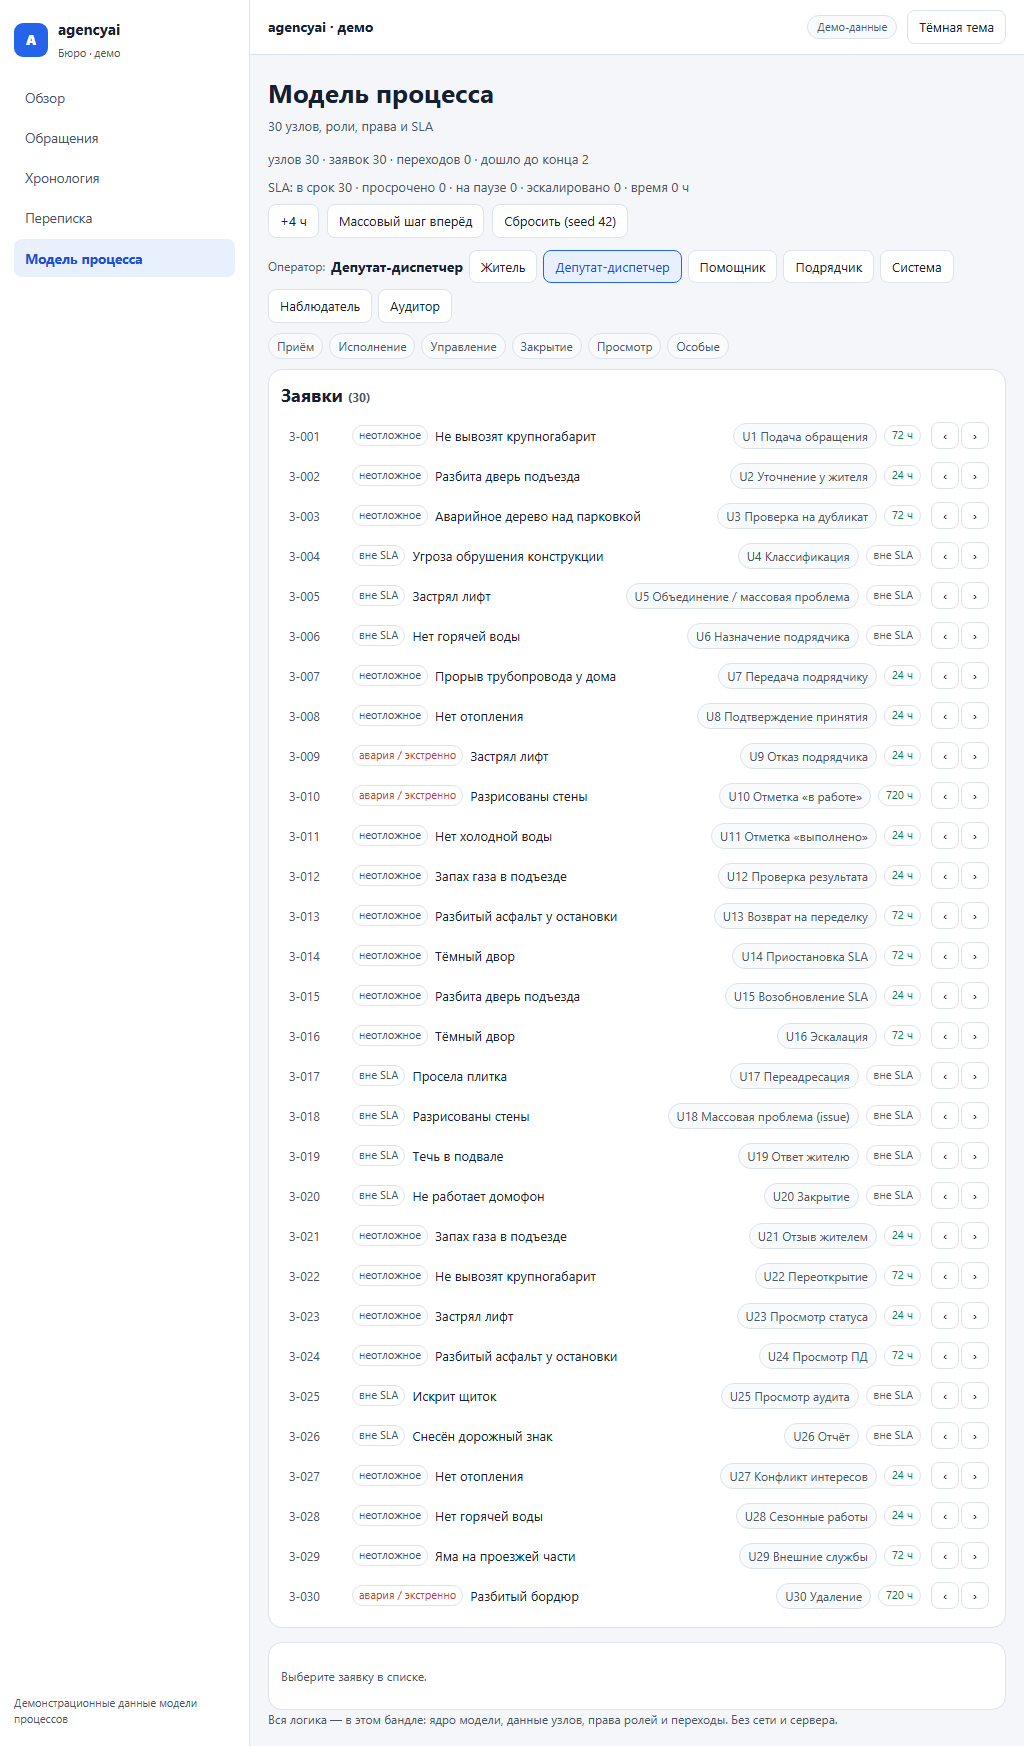 A
agencyai
Бюро · демо
Обзор
Обращения
Хронология
Переписка
Модель процесса
Демонстрационные данные модели
процессов
agencyai · демо
Демо-данные
Тёмная тема
Модель процесса
30 узлов, роли, права и SLA
узлов 30 · заявок 30 · переходов 0 · дошло до конца 2
SLA: в срок 30 · просрочено 0 · на паузе 0 · эскалировано 0 · время 0 ч
+4 ч Массовый шаг вперёд Сбросить (seed 42)
Оператор: Депутат-диспетчер Житель Депутат-диспетчер Помощник Подрядчик Система
Наблюдатель Аудитор
Приём Исполнение Управление Закрытие Просмотр Особые
Заявки (30)
З-001 неотложное Не вывозят крупногабарит U1 Подача обращения 72 ч ‹ ›
З-002 неотложное Разбита дверь подъезда U2 Уточнение у жителя 24 ч ‹ ›
З-003 неотложное Аварийное дерево над парковкой U3 Проверка на дубликат 72 ч ‹ ›
З-004 вне SLA Угроза обрушения конструкции U4 Классификация вне SLA ‹ ›
З-005 вне SLA Застрял лифт U5 Объединение / массовая проблема вне SLA ‹ ›
З-006 вне SLA Нет горячей воды U6 Назначение подрядчика вне SLA ‹ ›
З-007 неотложное Прорыв трубопровода у дома U7 Передача подрядчику 24 ч ‹ ›
З-008 неотложное Нет отопления U8 Подтверждение принятия 24 ч ‹ ›
З-009 авария / экстренно Застрял лифт U9 Отказ подрядчика 24 ч ‹ ›
З-010 авария / экстренно Разрисованы стены U10 Отметка «в работе» 720 ч ‹ ›
З-011 неотложное Нет холодной воды U11 Отметка «выполнено» 24 ч ‹ ›
З-012 неотложное Запах газа в подъезде U12 Проверка результата 24 ч ‹ ›
З-013 неотложное Разбитый асфальт у остановки U13 Возврат на переделку 72 ч ‹ ›
З-014 неотложное Тёмный двор U14 Приостановка SLA 72 ч ‹ ›
З-015 неотложное Разбита дверь подъезда U15 Возобновление SLA 24 ч ‹ ›
З-016 неотложное Тёмный двор U16 Эскалация 72 ч ‹ ›
З-017 вне SLA Просела плитка U17 Переадресация вне SLA ‹ ›
З-018 вне SLA Разрисованы стены U18 Массовая проблема (issue) вне SLA ‹ ›
З-019 вне SLA Течь в подвале U19 Ответ жителю вне SLA ‹ ›
З-020 вне SLA Не работает домофон U20 Закрытие вне SLA ‹ ›
З-021 неотложное Запах газа в подъезде U21 Отзыв жителем 24 ч ‹ ›
З-022 неотложное Не вывозят крупногабарит U22 Переоткрытие 72 ч ‹ ›
З-023 неотложное Застрял лифт U23 Просмотр статуса 24 ч ‹ ›
З-024 неотложное Разбитый асфальт у остановки U24 Просмотр ПД 72 ч ‹ ›
З-025 вне SLA Искрит щиток U25 Просмотр аудита вне SLA ‹ ›
З-026 вне SLA Снесён дорожный знак U26 Отчёт вне SLA ‹ ›
З-027 неотложное Нет отопления U27 Конфликт интересов 24 ч ‹ ›
З-028 неотложное Нет горячей воды U28 Сезонные работы 24 ч ‹ ›
З-029 неотложное Яма на проезжей части U29 Внешние службы 72 ч ‹ ›
З-030 авария / экстренно Разбитый бордюр U30 Удаление 720 ч ‹ ›
Выберите заявку в списке.
Вся логика — в этом бандле: ядро модели, данные узлов, права ролей и переходы. Без сети и сервера.